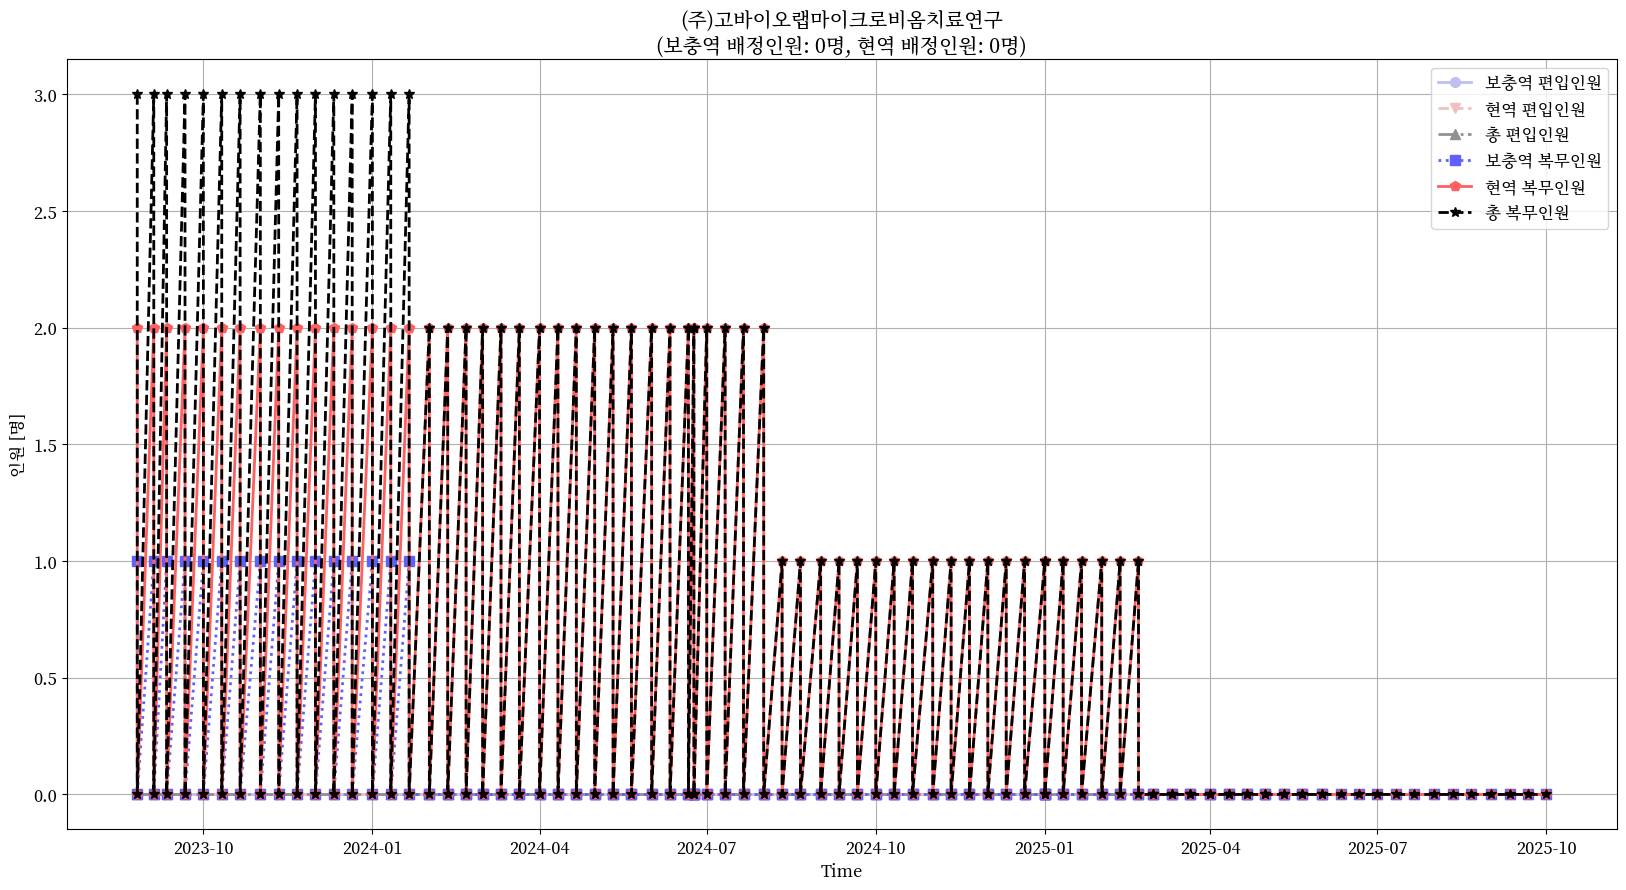 (주)고바이오랩마이크로비옴치료연구
(보충역 배정인원: 0명, 현역 배정인원: 0명)
보충역 편입인원
현역 편입인원
총 편입인원
보충역 복무인원
현역 복무인원
총 복무인원
인원 [명]
3.0
2.5
2.0
1.5
1.0
0.5
0.0
2023-10
2024-01
2024-04
2024-07
2024-10
2025-01
2025-04
2025-07
2025-10
Time